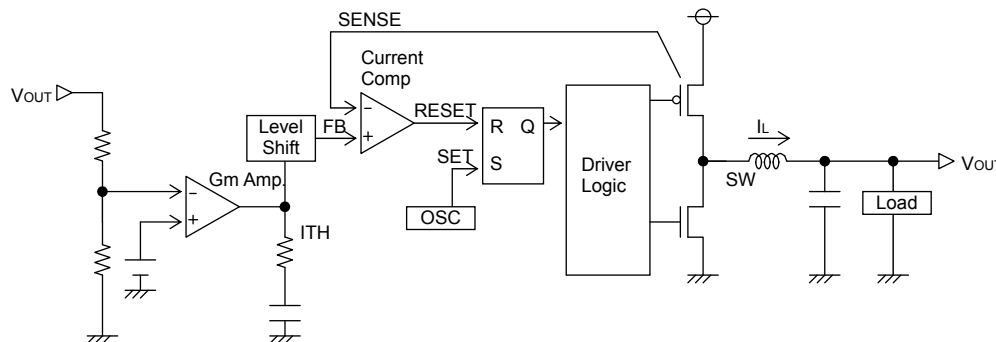 SENSE
Current
Comp
VOUT
RESET
Level
Shift
FB
R Q
S
SET
IL
Driver
Logic
SW
VOUT
Load
Gm Amp.
OSC
ITH
−
+
−
+